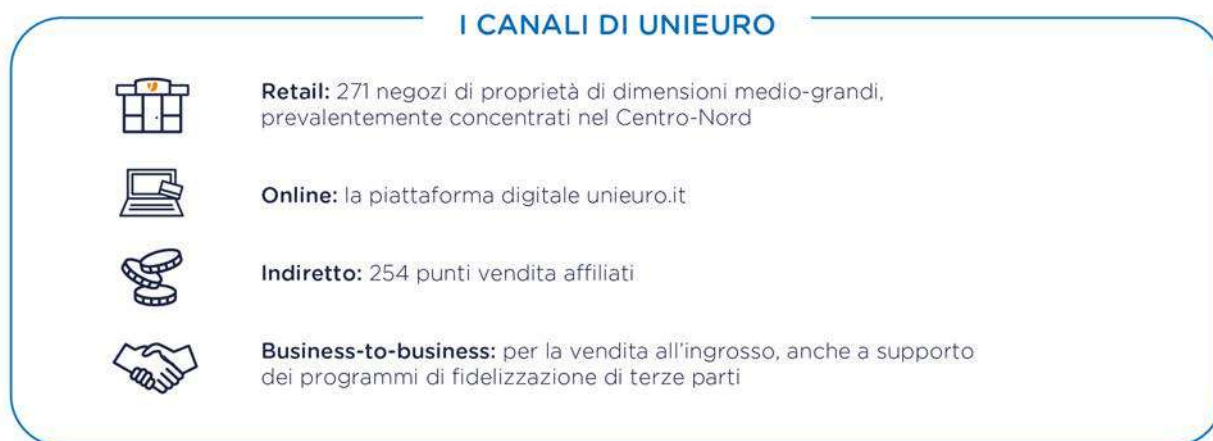 I CANALI DI UNIEURO
Retail: 271 negozi di proprietà di dimensioni medio-grandi,
prevalentemente concentrati nel Centro-Nord
Online: la piattaforma digitale unieuro.it
Indiretto: 254 punti vendita affiliati
Business-to-business: per la vendita all'ingrosso, anche a supporto
dei programmi di fidelizzazione di terze parti